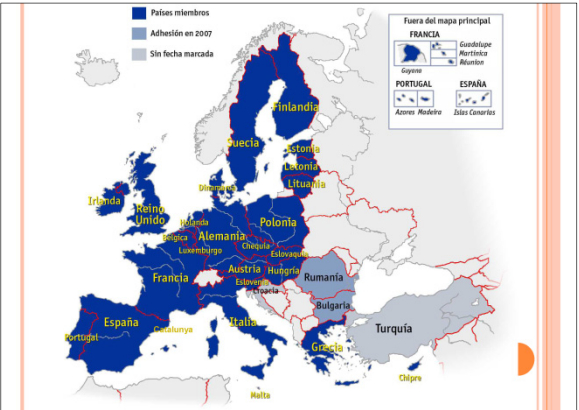 Países miembros
Adhesión en 2007
Sin fecha marcada
Fuera del mapa principal
FRANCIA
Guadalupe
Martinica
Réunion
Guyena
PORTUGAL
ESPAÑA
Azores
Madeira
Islas Canarias
Finlandia
Suecia
Estonia
Letonia
Lituania
Dinamarca
Irlanda
Reino
Unido
Holanda
Bélgica
Alemania
Polonia
Luxemburgo
Chequia
Eslovaquia
Francia
Austria
Hungría
Eslovenia
Croacia
Rumanía
Bulgaria
España
Portugal
Catalunya
Italia
Grecia
Turquía
Malta
Chipre